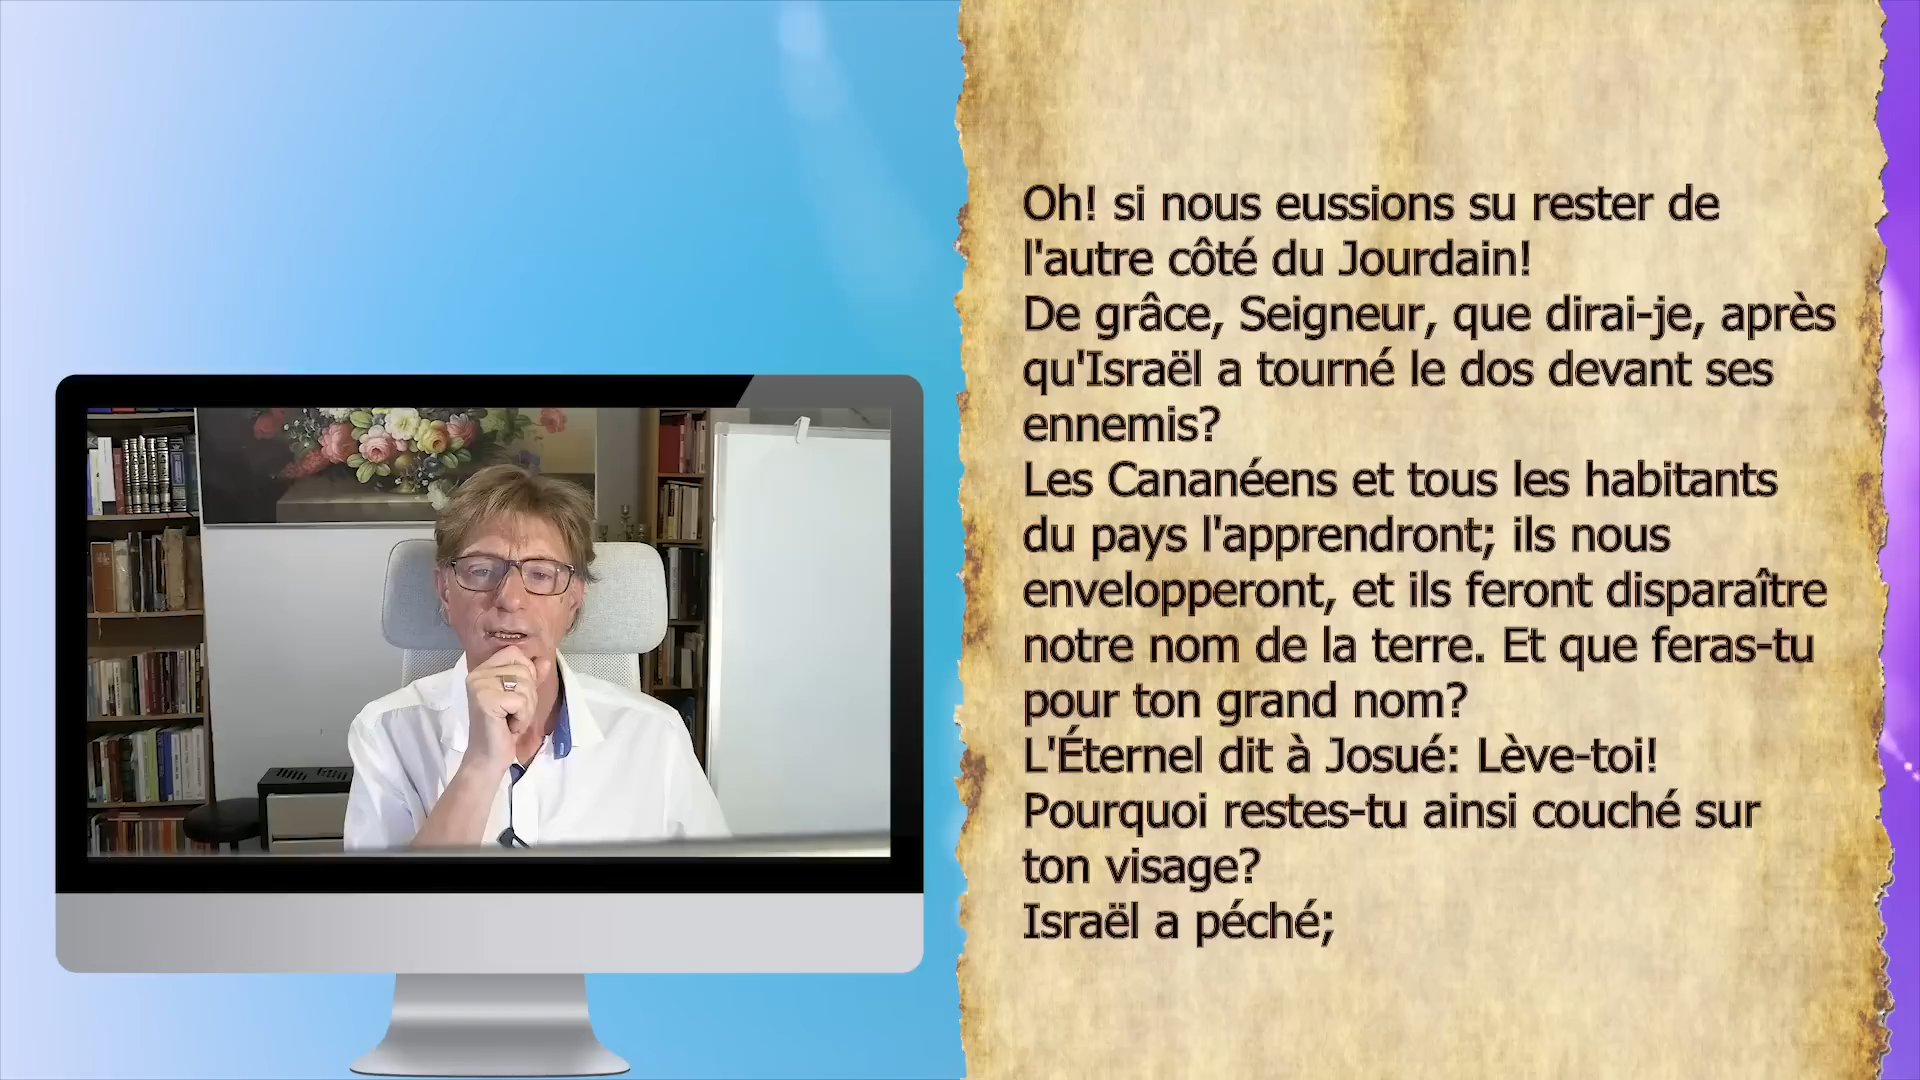 Oh! si nous eussions su rester de
l'autre côté du Jourdain!
De grâce, Seigneur, que dirai-je, après
qu'Israël a tourné le dos devant ses
ennemis?
Les Cananéens et tous les habitants
du pays l'apprendront; ils nous
envelopperont, et ils feront disparaître
notre nom de la terre. Et que feras-tu
pour ton grand nom?
L'Éternel dit à Josué: Lève-toi!
Pourquoi restes-tu ainsi couché sur
ton visage?
Israël a péché;